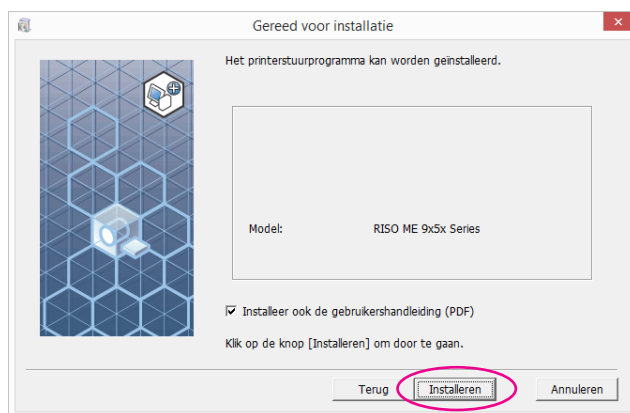 Gereed voor installatie
Het printerstuurprogramma kan worden geïnstalleerd.
Model: RISO ME 9x5x Series
Installeer ook de gebruikershandleiding (PDF)
Klik op de knop [Installeren] om door te gaan.
Terug Installeren Annuleren